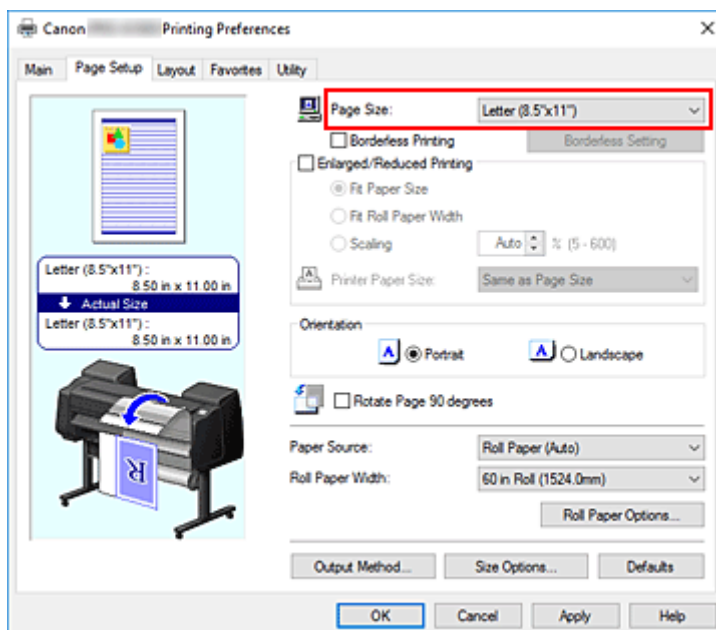 Canon Printing Preferences
Main Page Setup Layout Favorites Utility
Page Size: Letter (8.5"x11")
Borderless Printing Borderless Setting
Enlarged/Reduced Printing
Fit Paper Size
Fit Roll Paper Width
Scaling Auto % (5 - 600)
Printer Paper Size: Same as Page Size
Letter (8.5"x11") :
8.50 in x 11.00 in
Actual Size
Letter (8.5"x11") :
8.50 in x 11.00 in
Orientation
A Portrait A Landscape
Rotate Page 90 degrees
R
Paper Source: Roll Paper (Auto)
Roll Paper Width: 60 in Roll (1524.0mm)
Roll Paper Options...
Output Method... Size Options... Defaults
OK Cancel Apply Help